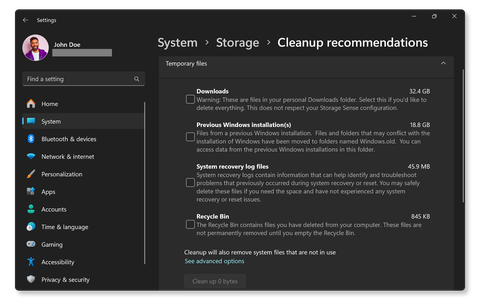 Settings
John Doe
System > Storage > Cleanup recommendations
Find a setting
Home
System
Bluetooth & devices
Network & internet
Personalization
Apps
Accounts
Time & language
Gaming
Accessibility
Privacy & security
Temporary files
Downloads 32.4 GB
Warning: These are files in your personal Downloads folder. Select this if you'd like to
delete everything. This does not respect your Storage Sense configuration.
Previous Windows installation(s) 18.8 GB
Files from a previous Windows installation. Files and folders that may conflict with the
installation of Windows have been moved to folders named Windows.old. You can
access data from the previous Windows installations in this folder.
System recovery log files 45.9 MB
System recovery logs contain information that can help identify and troubleshoot
problems that previously occurred during system recovery or reset. You may safely
delete these files if you need the space and have not experienced any system
recovery or reset issues.
Recycle Bin 845 KB
The Recycle Bin contains files you have deleted from your computer. These files are
not permanently removed until you empty the Recycle Bin.
Cleanup will also remove system files that are not in use
See advanced options
Clean up 0 bytes